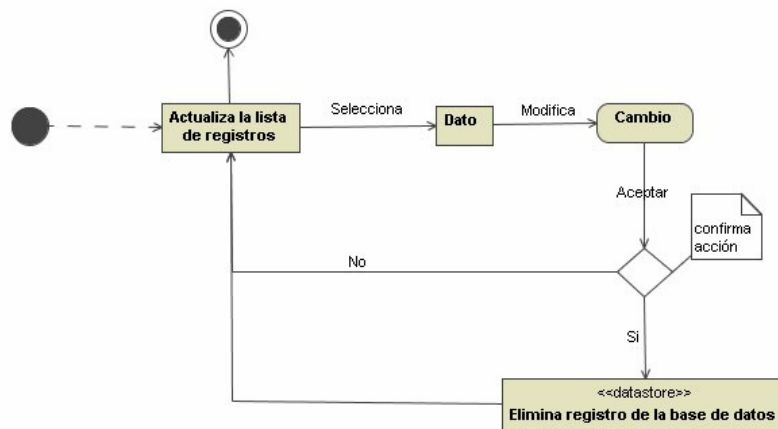 Actualiza la lista
de registros
Selecciona
Dato
Modifica
Cambio
Aceptar
confirma
acción
No
Si
<<datastore>>
Elimina registro de la base de datos